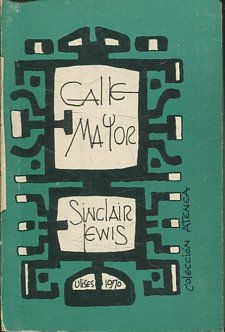 Calle
Mayor
Sinclair
Lewis
Ulises 1970
Colección Atenea